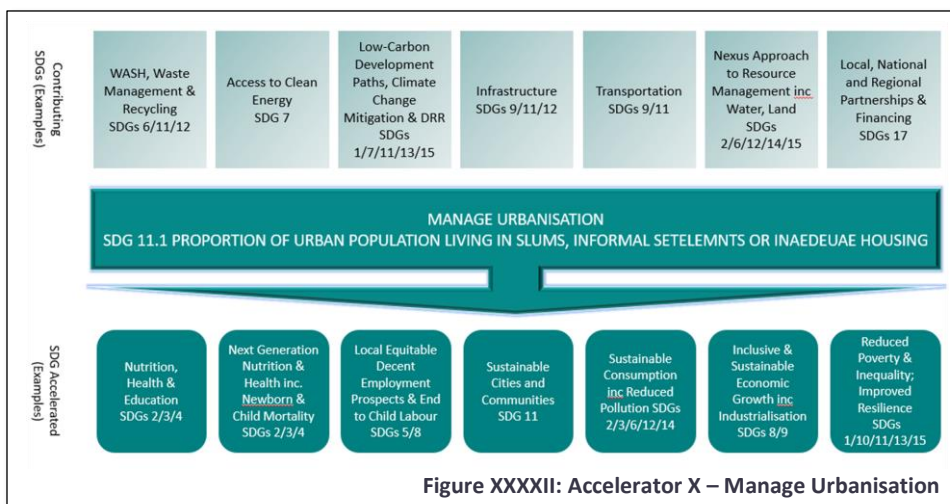 Contributing
SDGs (Examples)
WASH, Waste
Management &
Recycling
SDGs 6/11/12
Access to Clean
Energy
SDG 7
Low-Carbon
Development
Paths, Climate
Change
Mitigation & DRR
SDGs
1/7/11/13/15
Infrastructure
SDGs 9/11/12
Transportation
SDGs 9/11
Nexus Approach
to Resource
Management inc
Water, Land
SDGs
2/6/12/14/15
Local, National
and Regional
Partnerships &
Financing
SDGs 17
MANAGE URBANISATION
SDG 11.1 PROPORTION OF URBAN POPULATION LIVING IN SLUMS, INFORMAL SETELEMNTS OR INAEDEUAE HOUSING
SDG Accelerated
(Examples)
Nutrition,
Health &
Education
SDGs 2/3/4
Next Generation
Nutrition &
Health inc.
Newborn &
Child Mortality
SDGs 2/3/4
Local Equitable
Decent
Employment
Prospects & End
to Child Labour
SDGs 5/8
Sustainable
Cities and
Communities
SDG 11
Sustainable
Consumption
inc Reduced
Pollution SDGs
2/3/6/12/14
Inclusive &
Sustainable
Economic
Growth inc
Industrialisation
SDGs 8/9
Reduced
Poverty &
Inequality;
Improved
Resilience
SDGs
1/10/11/13/15
Figure XXXXII: Accelerator X – Manage Urbanisation